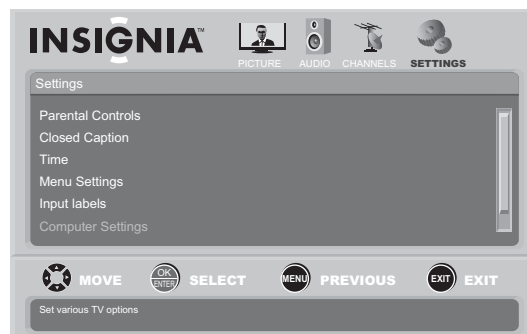 INSIGNIA™
PICTURE AUDIO CHANNELS SETTINGS
Settings
Parental Controls
Closed Caption
Time
Menu Settings
Input labels
Computer Settings
OK ENTER MENU EXIT
MOVE SELECT PREVIOUS EXIT
Set various TV options